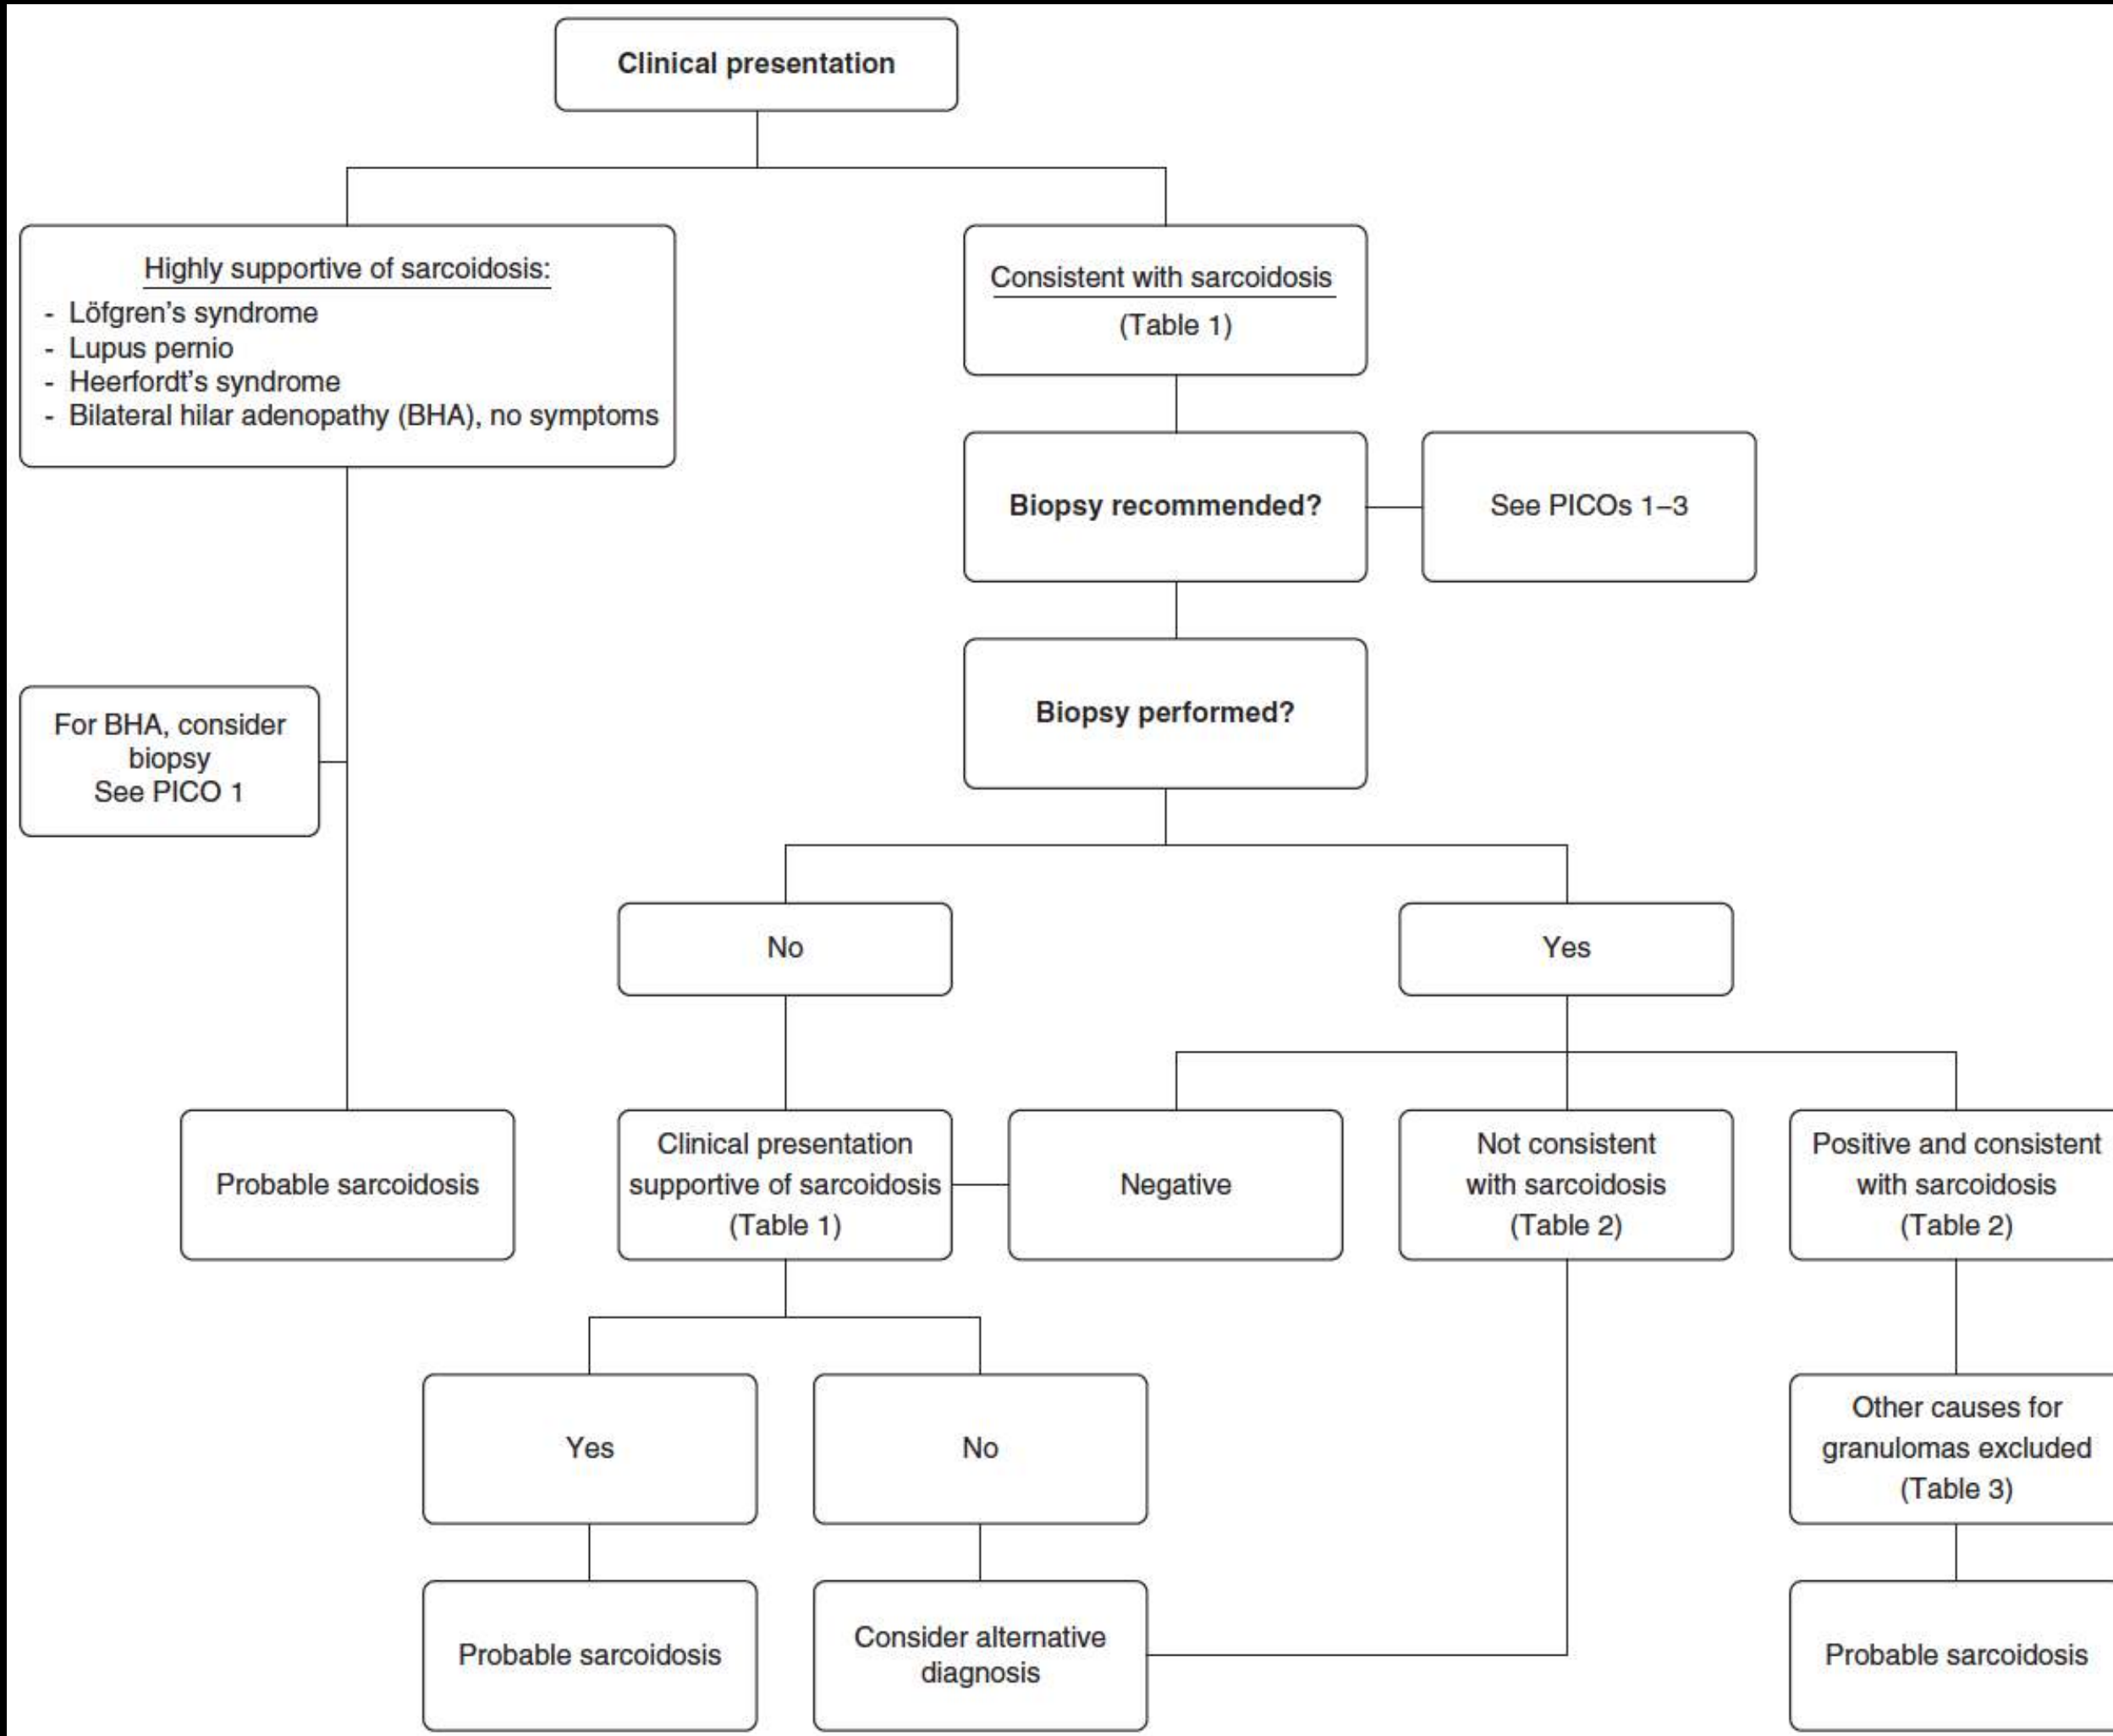 Clinical presentation
Highly supportive of sarcoidosis:
- Löfgren's syndrome
- Lupus pernio
- Heerfordt's syndrome
- Bilateral hilar adenopathy (BHA), no symptoms
Consistent with sarcoidosis
(Table 1)
Biopsy recommended?
See PICOs 1–3
Biopsy performed?
For BHA, consider
biopsy
See PICO 1
No
Yes
Probable sarcoidosis
Clinical presentation
supportive of sarcoidosis
(Table 1)
Negative
Not consistent
with sarcoidosis
(Table 2)
Positive and consistent
with sarcoidosis
(Table 2)
Yes
No
Other causes for
granulomas excluded
(Table 3)
Probable sarcoidosis
Consider alternative
diagnosis
Probable sarcoidosis